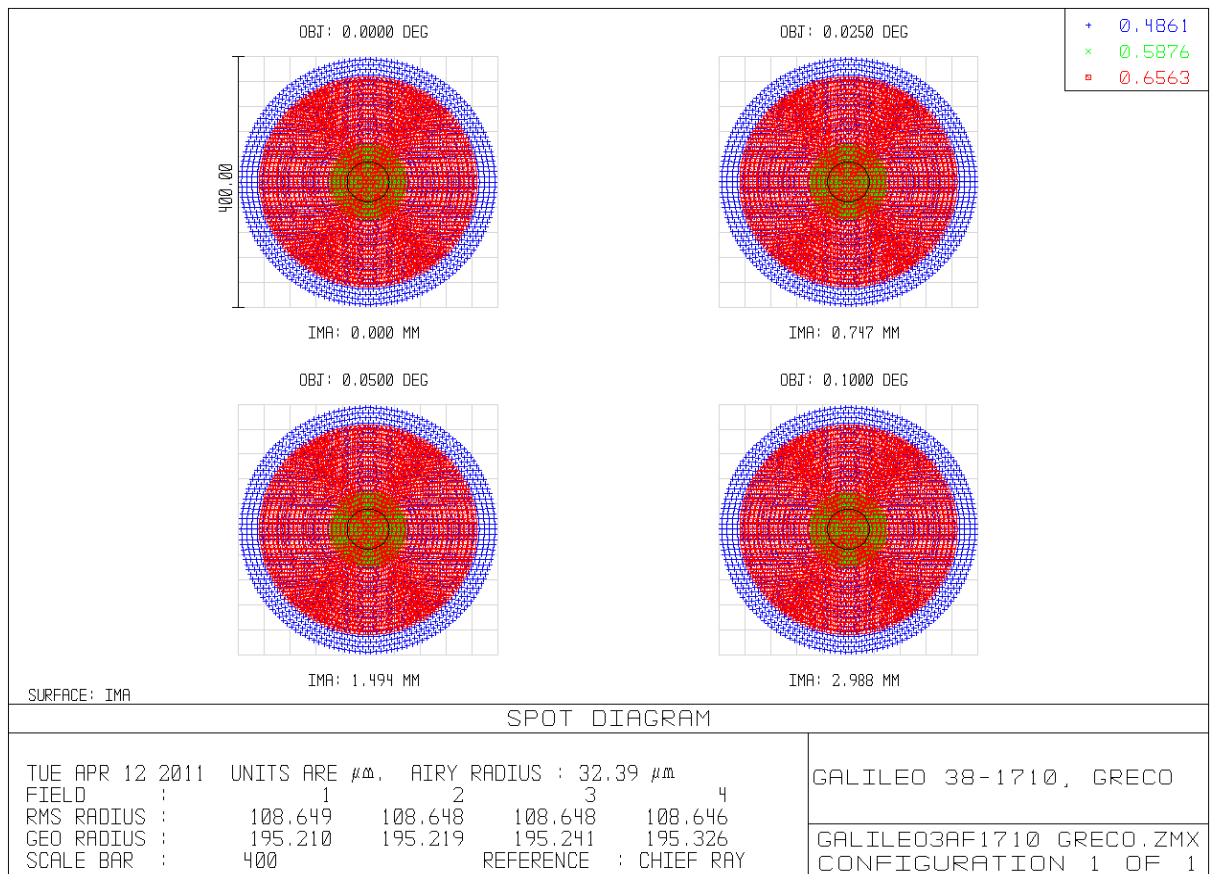 OBJ: 0.0000 DEG
OBJ: 0.0250 DEG
+ 0.4861
× 0.5876
0.6563
400.00
IMA: 0.000 MM
IMA: 0.747 MM
OBJ: 0.0500 DEG
OBJ: 0.1000 DEG
IMA: 1.494 MM
IMA: 2.988 MM
SURFACE: IMA
SPOT DIAGRAM
TUE APR 12 2011 UNITS ARE µm. AIRY RADIUS : 32.39 µm
FIELD : 1 2 3 4
RMS RADIUS : 108.649 108.648 108.648 108.646
GEO RADIUS : 195.210 195.219 195.241 195.326
SCALE BAR : 400 REFERENCE : CHIEF RAY
GALILEO 38-1710, GRECO
GALILEO3AF1710 GRECO.ZMX
CONFIGURATION 1 OF 1